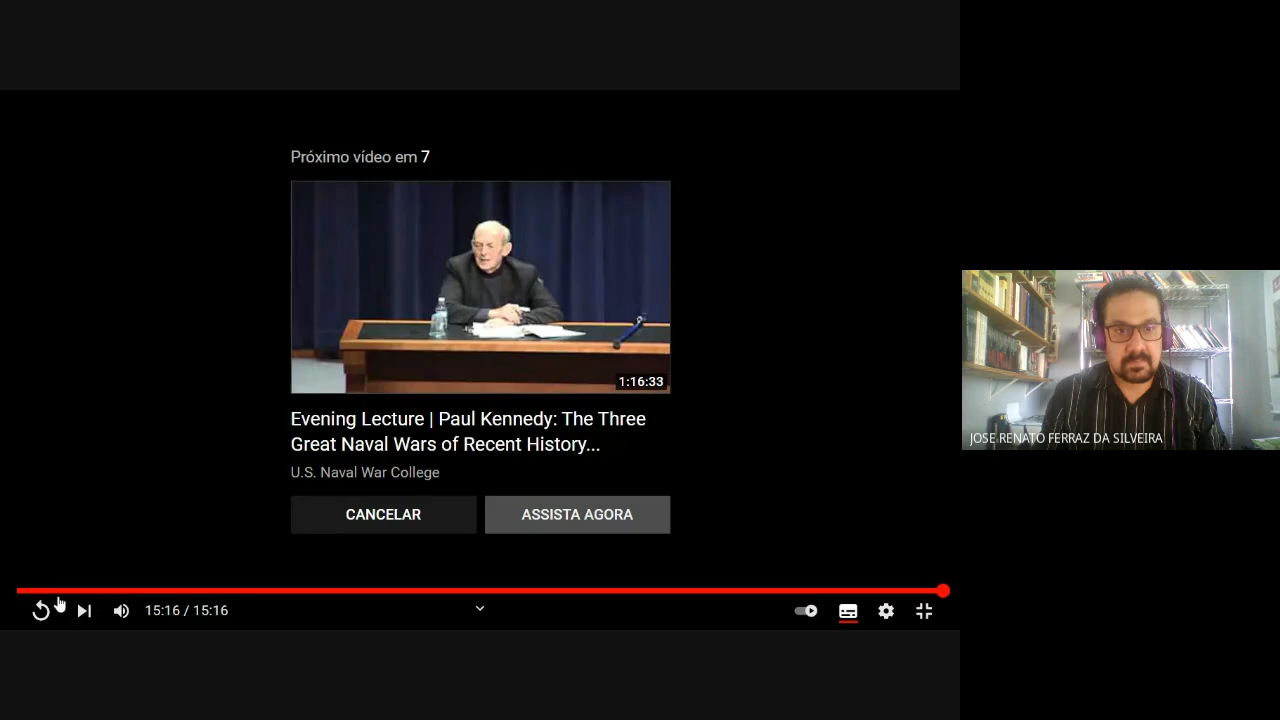 Próximo vídeo em 7
1:16:33
Evening Lecture | Paul Kennedy: The Three
Great Naval Wars of Recent History...
U.S. Naval War College
CANCELAR
ASSISTA AGORA
15:16 / 15:16
JOSE RENATO FERRAZ DA SILVEIRA